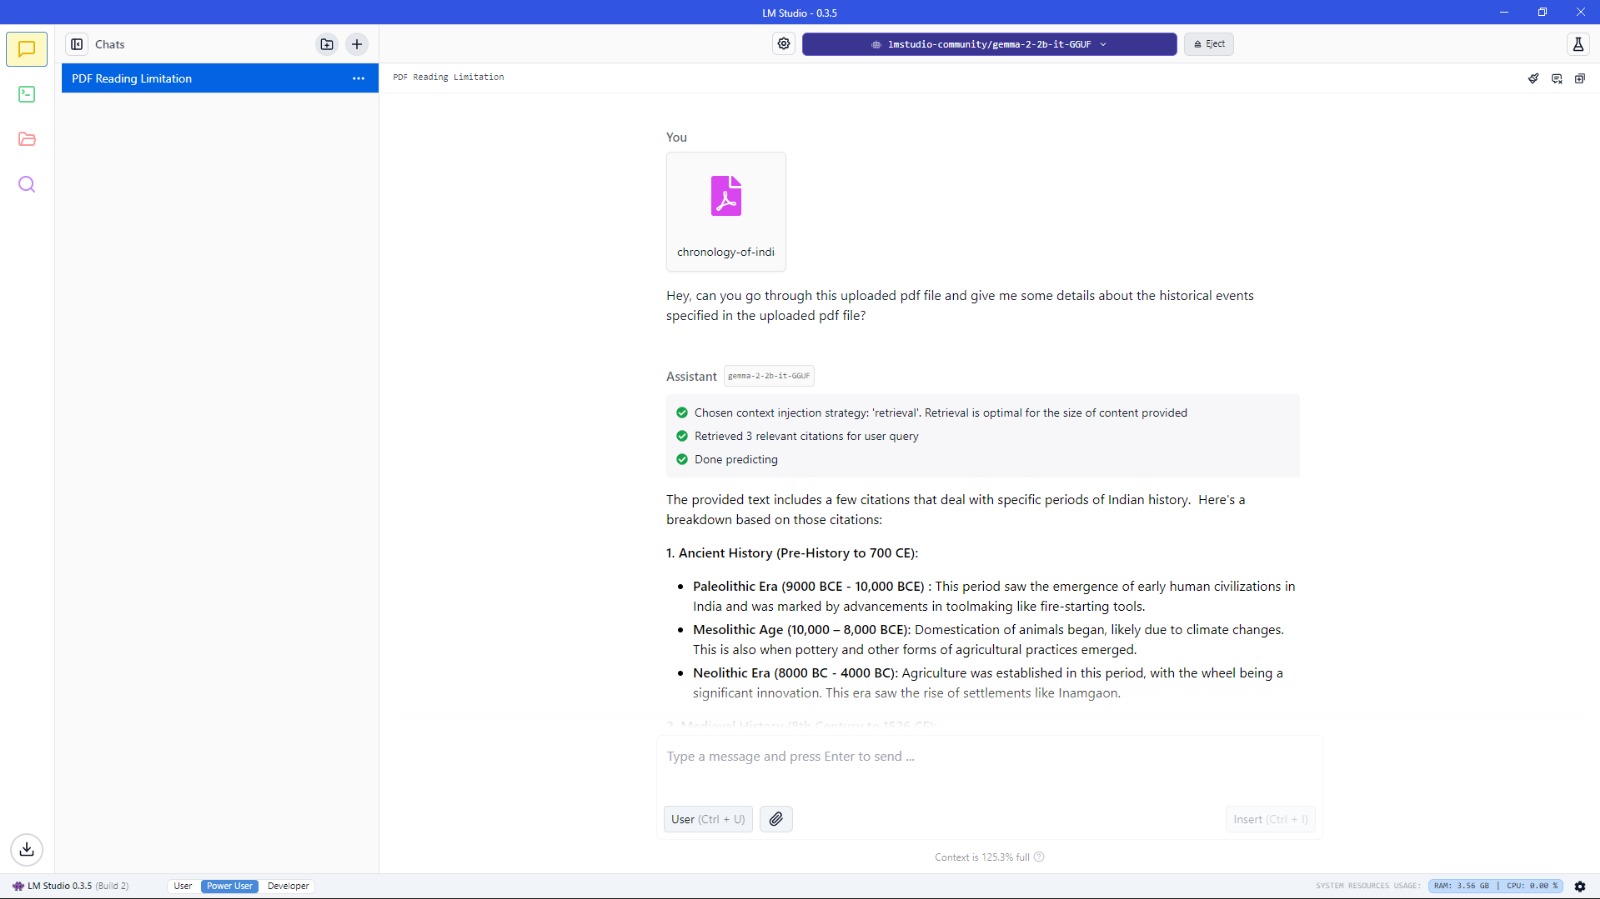 LM Studio - 0.3.5
Chats
lmstudio-community/gemma-2-2b-it-GGUF
Eject
PDF Reading Limitation
PDF Reading Limitation
You
chronology-of-indi
Hey, can you go through this uploaded pdf file and give me some details about the historical events
specified in the uploaded pdf file?
Assistant gemma-2-2b-it-GGUF
Chosen context injection strategy: 'retrieval'. Retrieval is optimal for the size of content provided
Retrieved 3 relevant citations for user query
Done predicting
The provided text includes a few citations that deal with specific periods of Indian history. Here's a
breakdown based on those citations:
1. Ancient History (Pre-History to 700 CE):
Paleolithic Era (9000 BCE - 10,000 BCE) : This period saw the emergence of early human civilizations in
India and was marked by advancements in toolmaking like fire-starting tools.
Mesolithic Age (10,000 – 8,000 BCE): Domestication of animals began, likely due to climate changes.
This is also when pottery and other forms of agricultural practices emerged.
Neolithic Era (8000 BC - 4000 BC): Agriculture was established in this period, with the wheel being a
significant innovation. This era saw the rise of settlements like Inamgaon.
2. Medieval History (8th Century to 1526 CE):
Type a message and press Enter to send ...
User (Ctrl + U)
Insert (Ctrl + I)
Context is 125.3% full
LM Studio 0.3.5 (Build 2)
User
Power User
Developer
SYSTEM RESOURCES USAGE:
RAM: 3.56 GB | CPU: 0.00 %